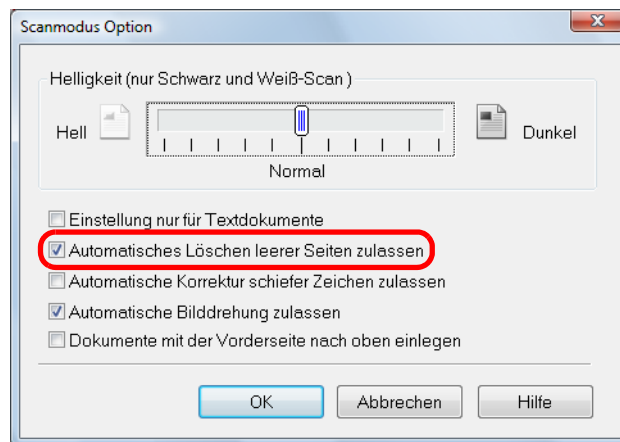 Scanmodus Option
Helligkeit (nur Schwarz und Weiß-Scan )
Hell
Dunkel
Normal
Einstellung nur für Textdokumente
Automatisches Löschen leerer Seiten zulassen
Automatische Korrektur schiefer Zeichen zulassen
Automatische Bilddrehung zulassen
Dokumente mit der Vorderseite nach oben einlegen
OK
Abbrechen
Hilfe